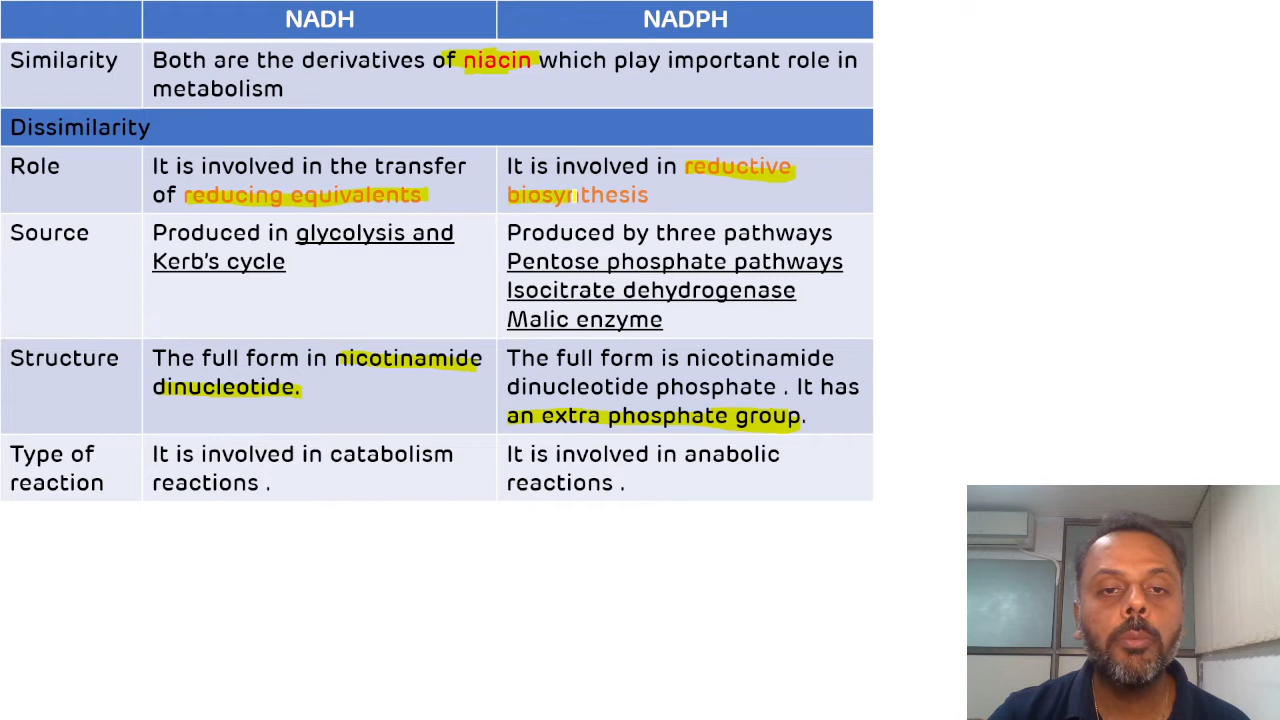 NADH NADPH
Similarity Both are the derivatives of niacin which play important role in
metabolism
Dissimilarity
Role It is involved in the transfer It is involved in reductive
of reducing equivalents biosynthesis
Source Produced in glycolysis and Produced by three pathways
Kerb's cycle Pentose phosphate pathways
Isocitrate dehydrogenase
Malic enzyme
Structure The full form in nicotinamide The full form is nicotinamide
dinucleotide. dinucleotide phosphate . It has
an extra phosphate group.
Type of It is involved in catabolism It is involved in anabolic
reaction reactions . reactions .